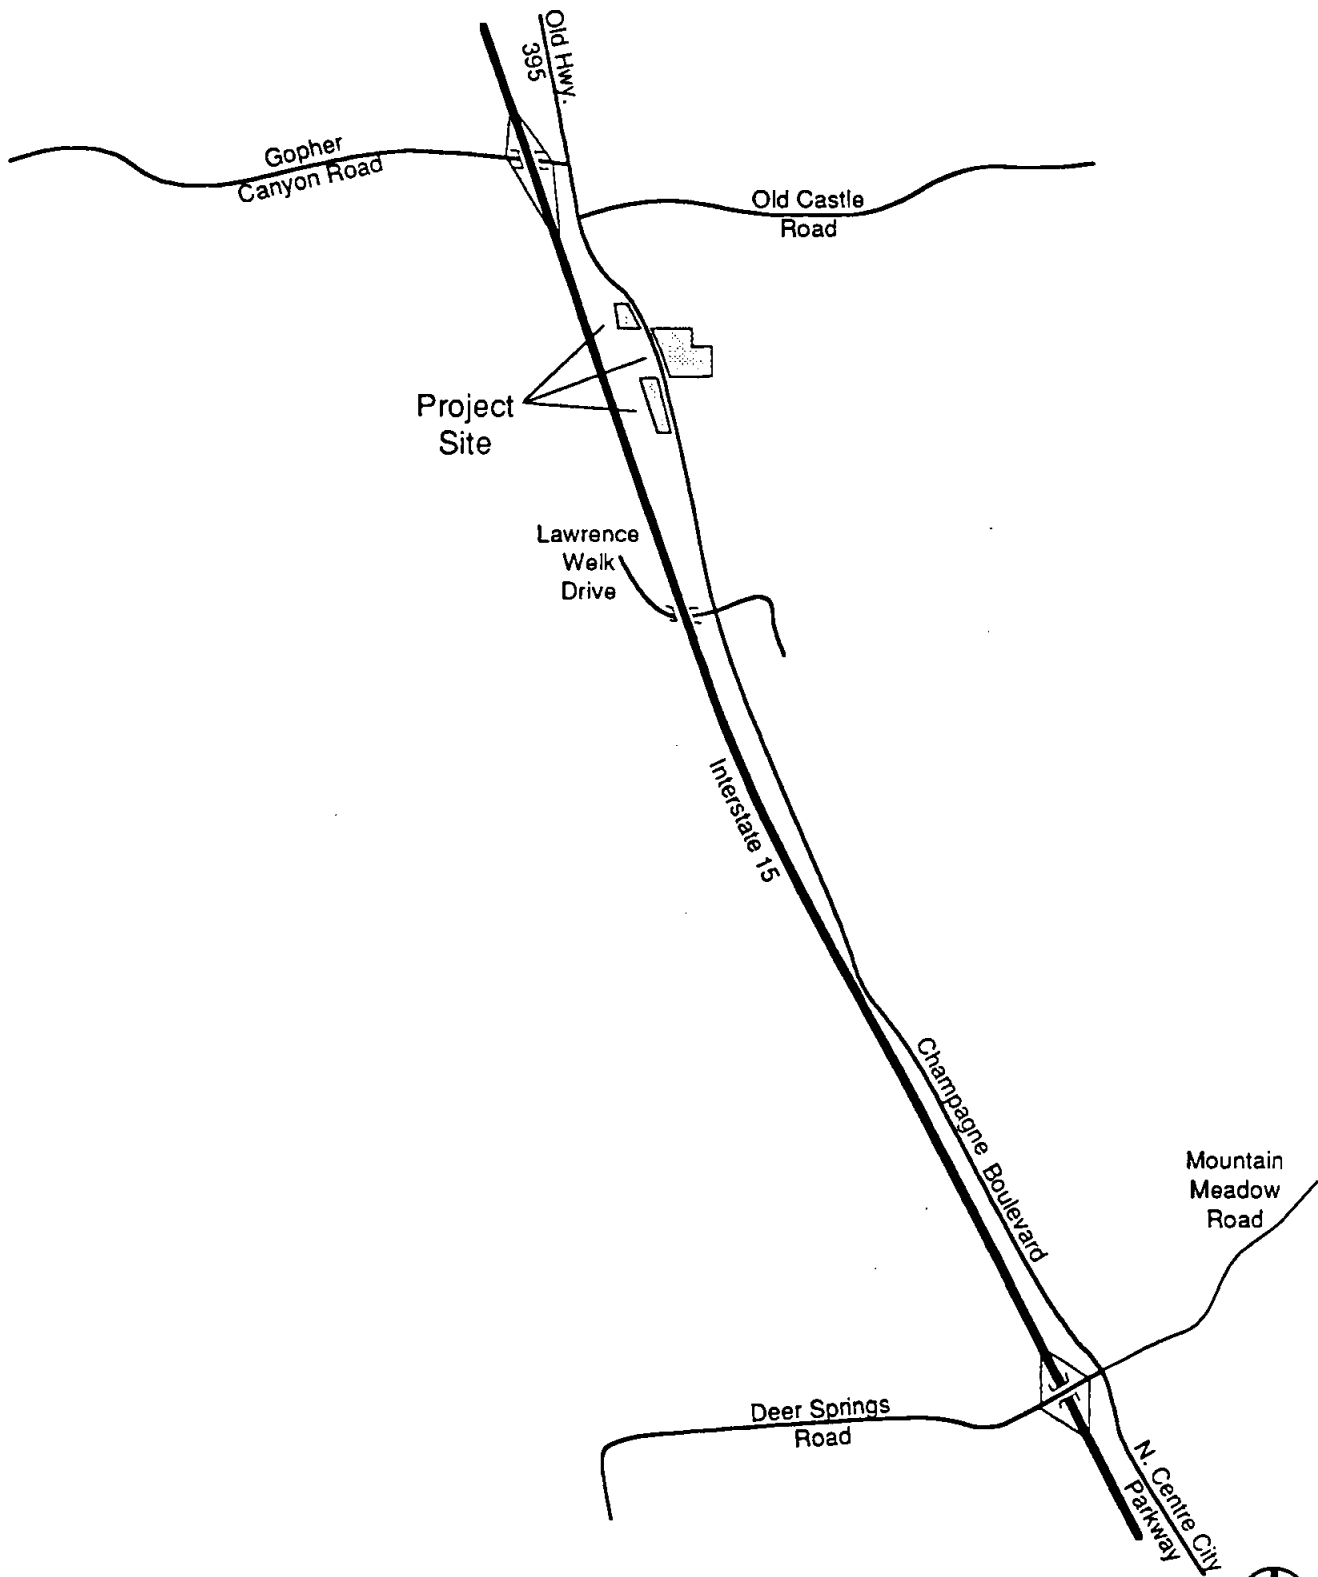 Old Hwy.
395
Gopher
Canyon Road
Old Castle
Road
Project
Site
Lawrence
Welk
Drive
Interstate 15
Champagne Boulevard
Mountain
Meadow
Road
Deer Springs
Road
N. Centre City
Parkway